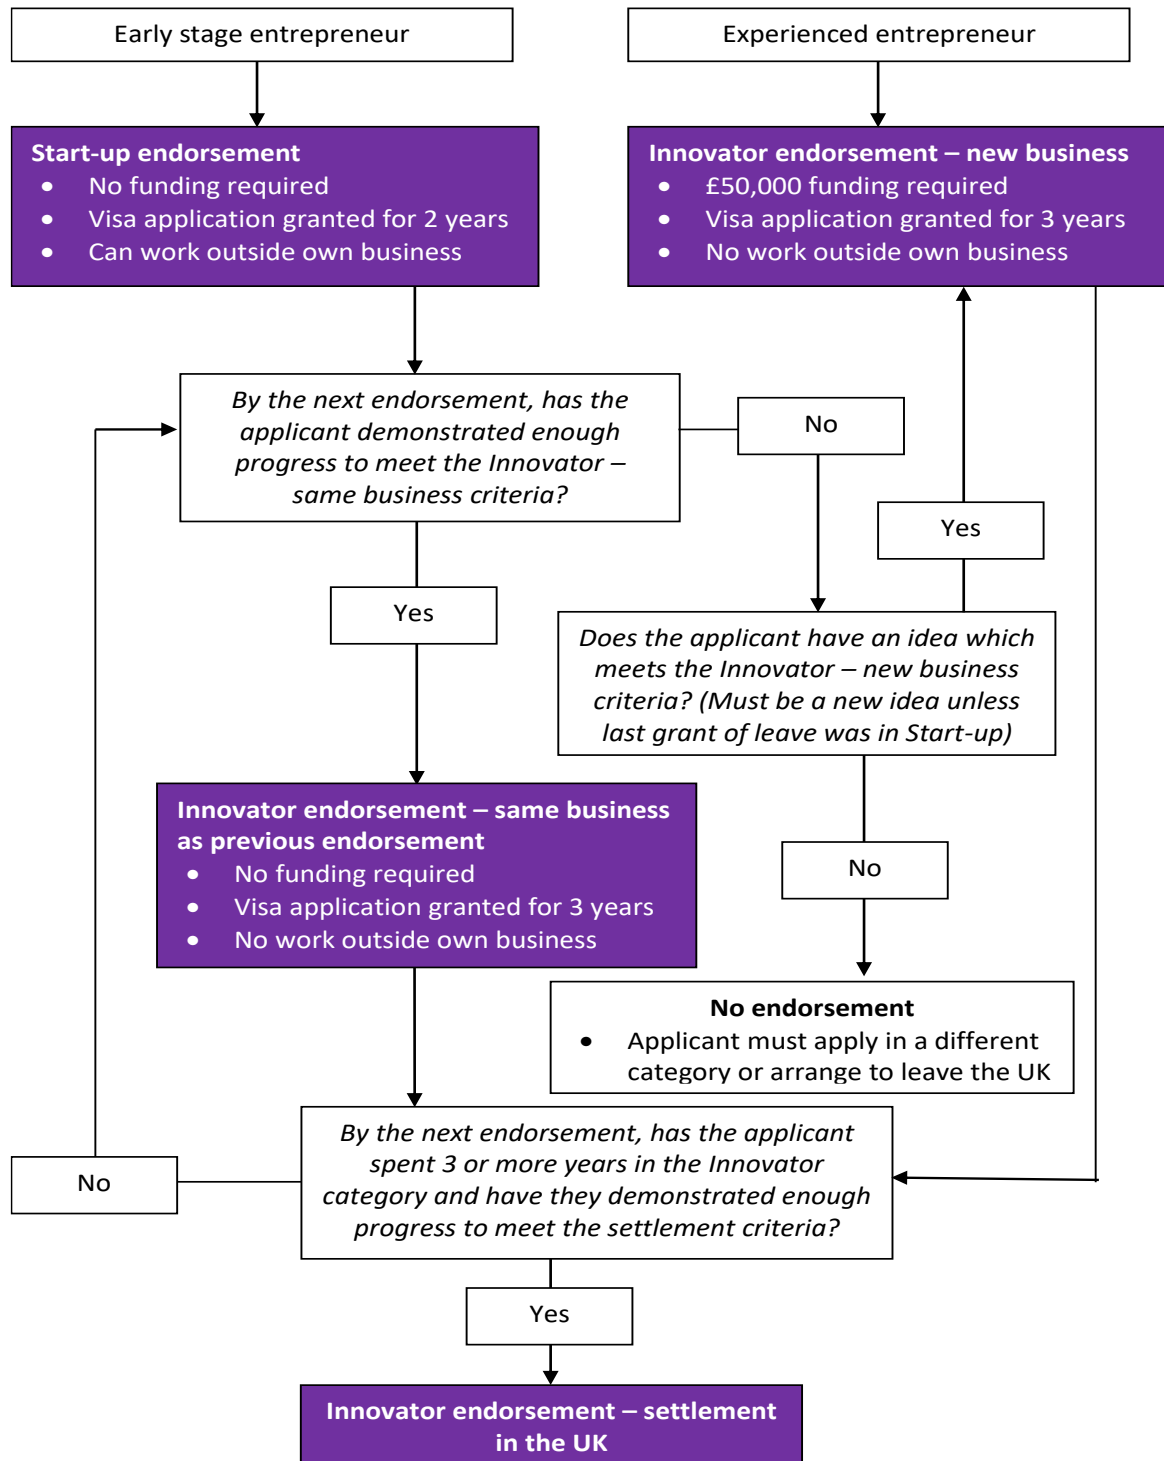 Early stage entrepreneur
Experienced entrepreneur
Start-up endorsement
• No funding required
• Visa application granted for 2 years
• Can work outside own business
Innovator endorsement – new business
• £50,000 funding required
• Visa application granted for 3 years
• No work outside own business
By the next endorsement, has the
applicant demonstrated enough
progress to meet the Innovator –
same business criteria?
No
Yes
Yes
Does the applicant have an idea which
meets the Innovator – new business
criteria? (Must be a new idea unless
last grant of leave was in Start-up)
Innovator endorsement – same business
as previous endorsement
• No funding required
• Visa application granted for 3 years
• No work outside own business
No
No endorsement
• Applicant must apply in a different
category or arrange to leave the UK
By the next endorsement, has the applicant
spent 3 or more years in the Innovator
category and have they demonstrated enough
progress to meet the settlement criteria?
No
Yes
Innovator endorsement – settlement
in the UK